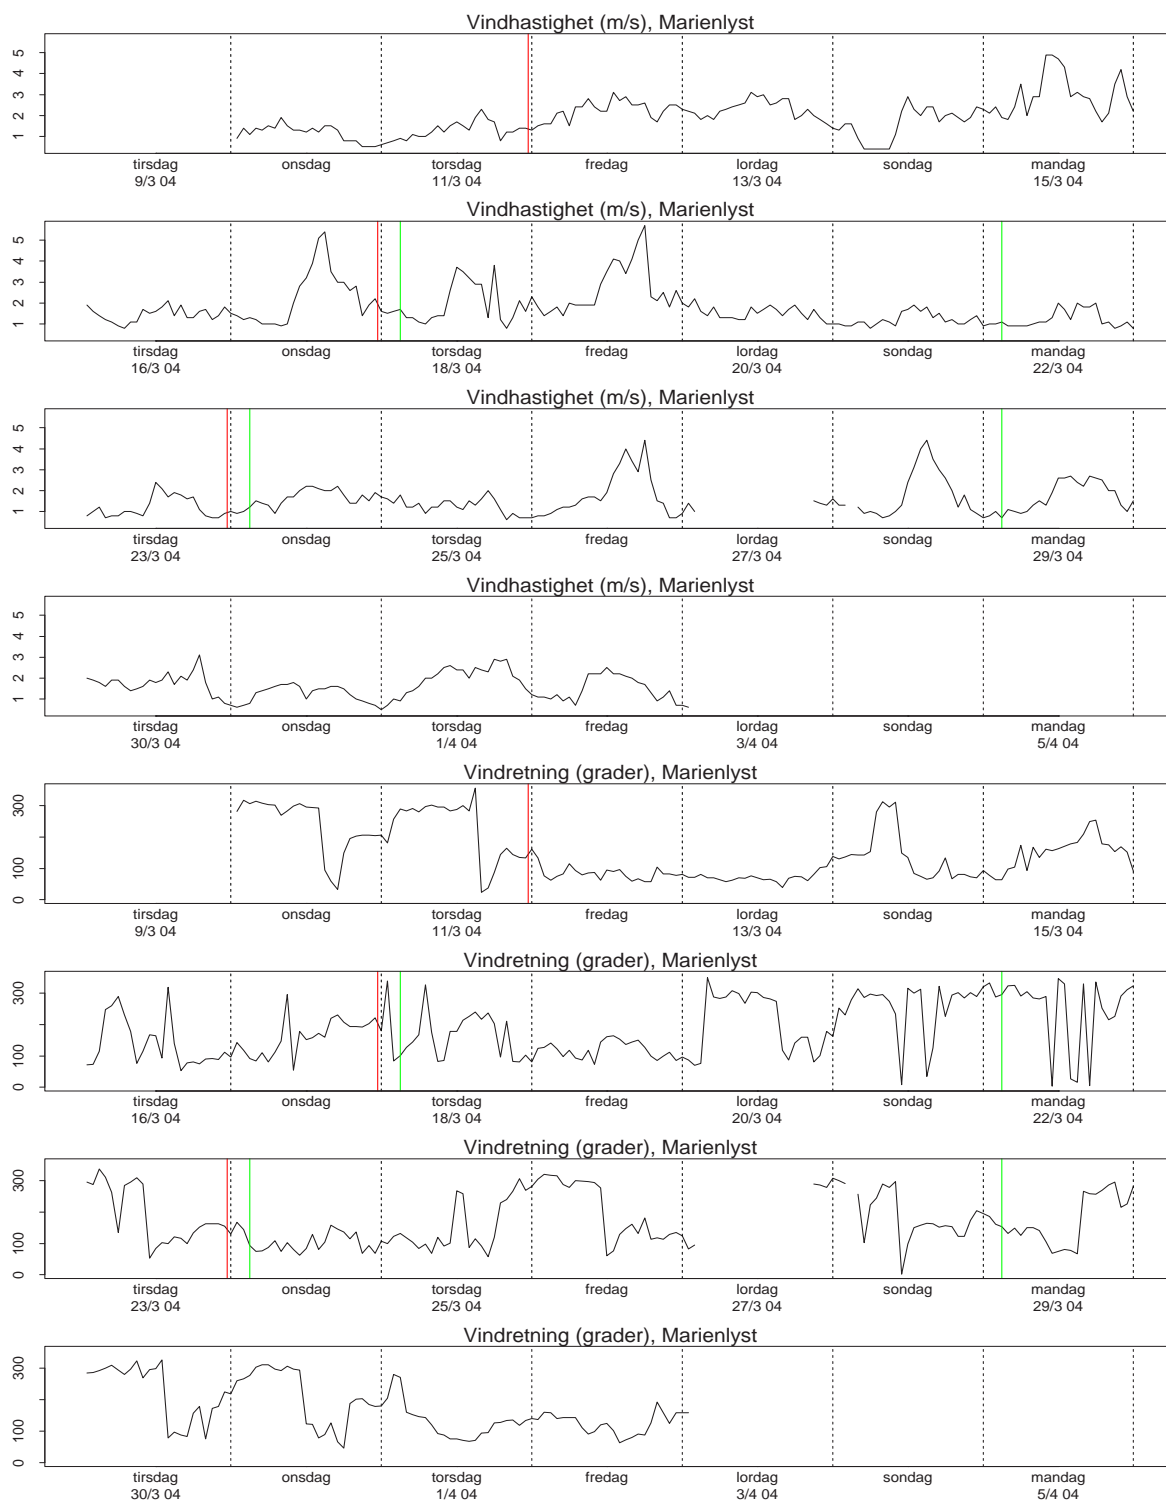 Vindhastighet (m/s), Marienlyst
5
4
3
2
1
tirsdag onsdag torsdag fredag lordag sondag mandag
9/3 04 11/3 04 13/3 04 15/3 04
Vindhastighet (m/s), Marienlyst
5
4
3
2
1
tirsdag onsdag torsdag fredag lordag sondag mandag
16/3 04 18/3 04 20/3 04 22/3 04
Vindhastighet (m/s), Marienlyst
5
4
3
2
1
tirsdag onsdag torsdag fredag lordag sondag mandag
23/3 04 25/3 04 27/3 04 29/3 04
Vindhastighet (m/s), Marienlyst
5
4
3
2
1
tirsdag onsdag torsdag fredag lordag sondag mandag
30/3 04 1/4 04 3/4 04 5/4 04
Vindretning (grader), Marienlyst
300
100
0
tirsdag onsdag torsdag fredag lordag sondag mandag
9/3 04 11/3 04 13/3 04 15/3 04
Vindretning (grader), Marienlyst
300
100
0
tirsdag onsdag torsdag fredag lordag sondag mandag
16/3 04 18/3 04 20/3 04 22/3 04
Vindretning (grader), Marienlyst
300
100
0
tirsdag onsdag torsdag fredag lordag sondag mandag
23/3 04 25/3 04 27/3 04 29/3 04
Vindretning (grader), Marienlyst
300
100
0
tirsdag onsdag torsdag fredag lordag sondag mandag
30/3 04 1/4 04 3/4 04 5/4 04